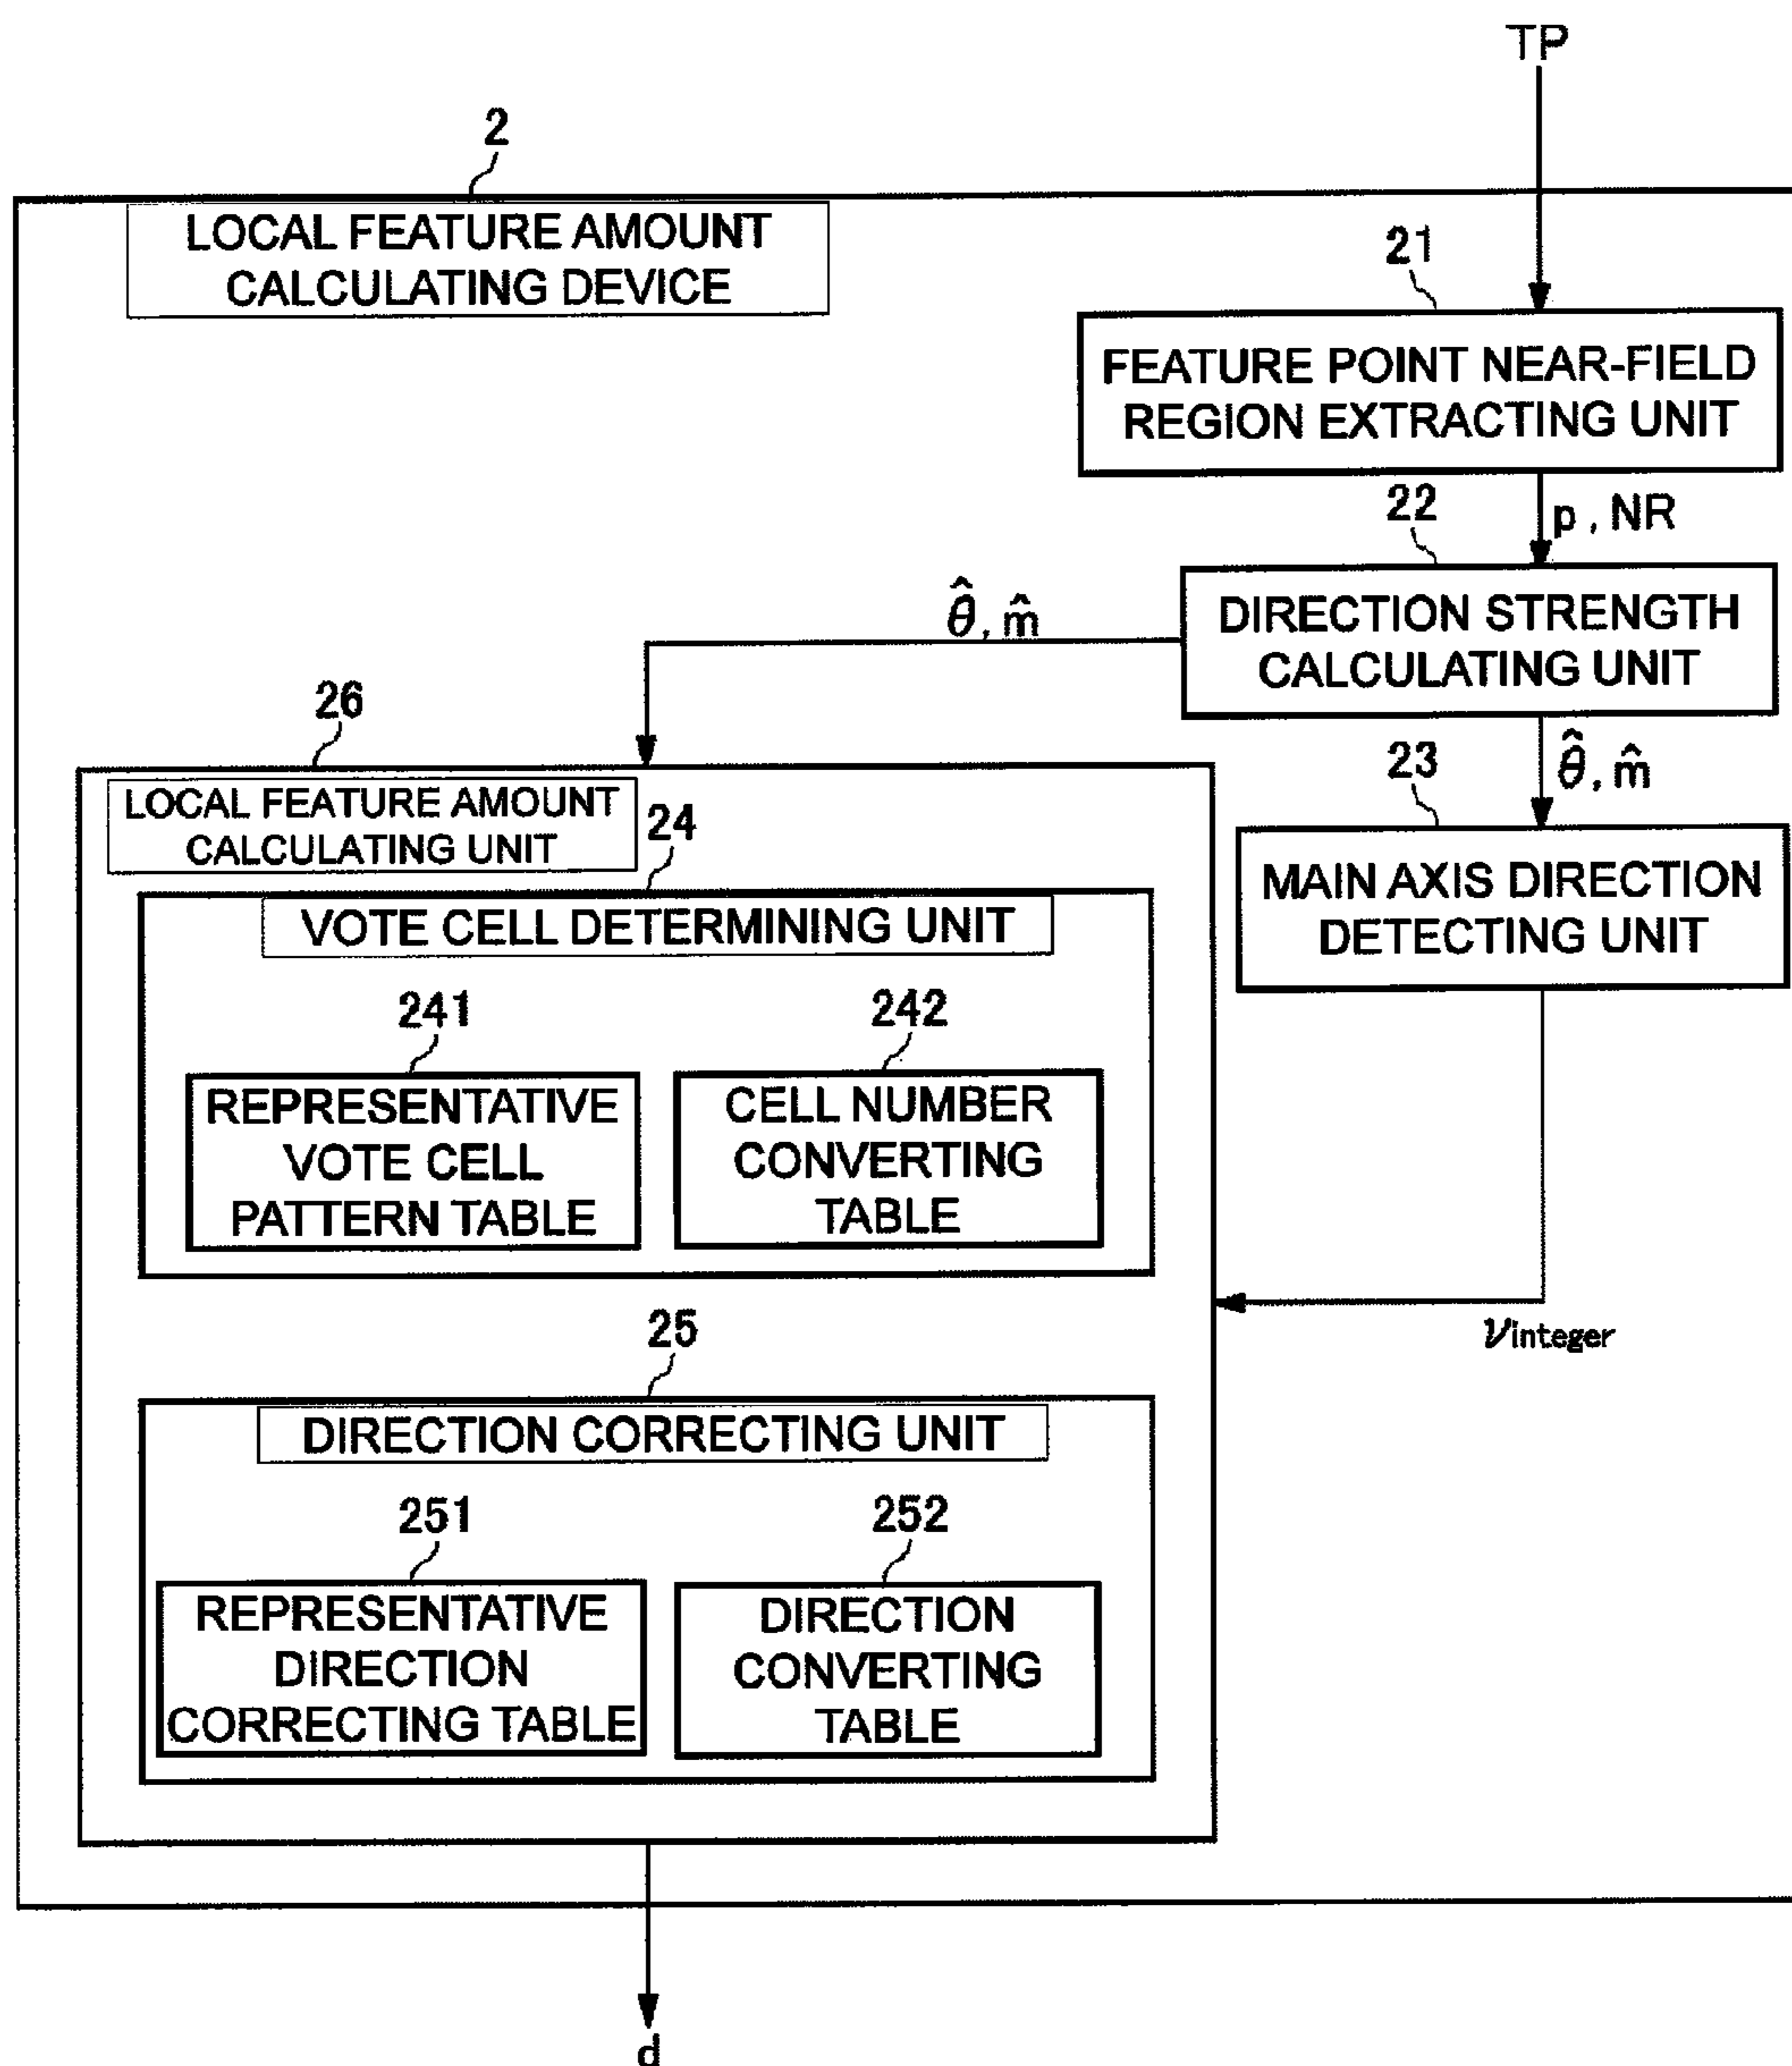 TP
2
LOCAL FEATURE AMOUNT
CALCULATING DEVICE
21
FEATURE POINT NEAR-FIELD
REGION EXTRACTING UNIT
p , NR
22
DIRECTION STRENGTH
CALCULATING UNIT
θ̂, m̂
θ̂, m̂
23
MAIN AXIS DIRECTION
DETECTING UNIT
νinteger
26
LOCAL FEATURE AMOUNT
CALCULATING UNIT
24
VOTE CELL DETERMINING UNIT
241
REPRESENTATIVE
VOTE CELL
PATTERN TABLE
242
CELL NUMBER
CONVERTING
TABLE
25
DIRECTION CORRECTING UNIT
251
REPRESENTATIVE
DIRECTION
CORRECTING TABLE
252
DIRECTION
CONVERTING
TABLE
d